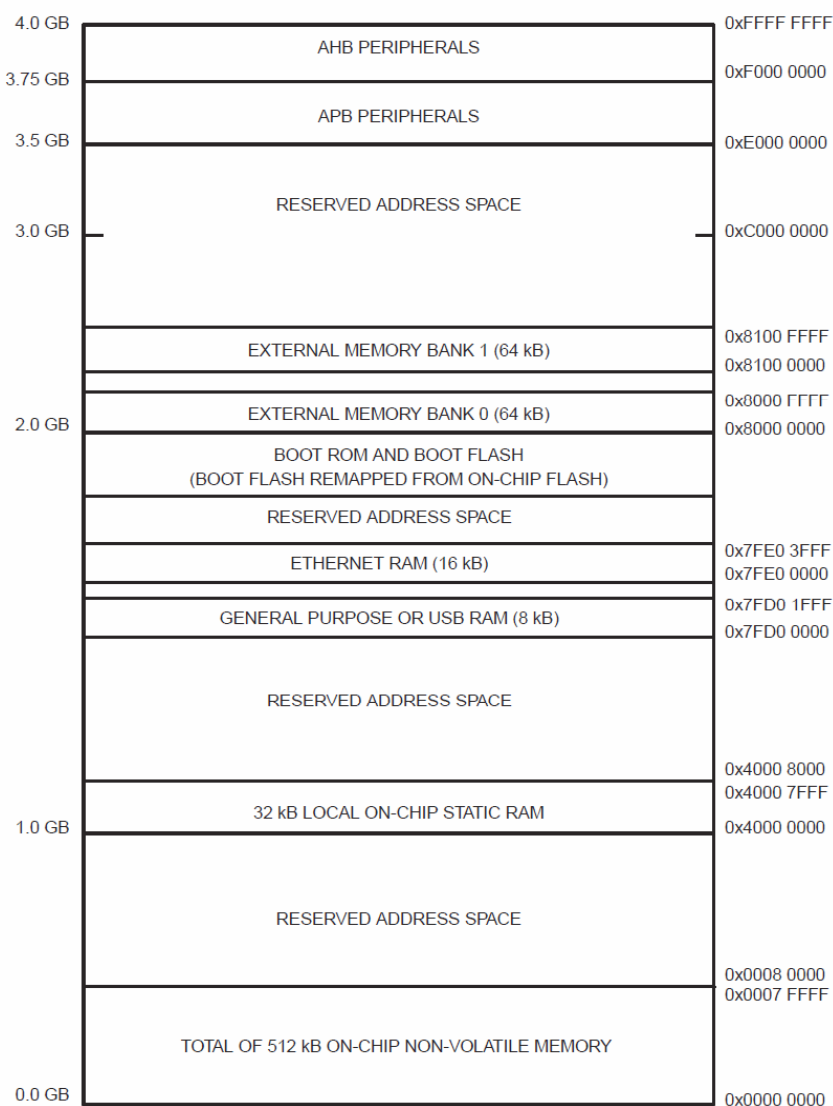 4.0 GB
0xFFFF FFFF
AHB PERIPHERALS
3.75 GB
0xF000 0000
APB PERIPHERALS
3.5 GB
0xE000 0000
RESERVED ADDRESS SPACE
3.0 GB
0xC000 0000
0x8100 FFFF
EXTERNAL MEMORY BANK 1 (64 kB)
0x8100 0000
0x8000 FFFF
EXTERNAL MEMORY BANK 0 (64 kB)
2.0 GB
0x8000 0000
BOOT ROM AND BOOT FLASH
(BOOT FLASH REMAPPED FROM ON-CHIP FLASH)
RESERVED ADDRESS SPACE
0x7FE0 3FFF
ETHERNET RAM (16 kB)
0x7FE0 0000
0x7FD0 1FFF
GENERAL PURPOSE OR USB RAM (8 kB)
0x7FD0 0000
RESERVED ADDRESS SPACE
0x4000 8000
0x4000 7FFF
32 kB LOCAL ON-CHIP STATIC RAM
1.0 GB
0x4000 0000
RESERVED ADDRESS SPACE
0x0008 0000
0x0007 FFFF
TOTAL OF 512 kB ON-CHIP NON-VOLATILE MEMORY
0.0 GB
0x0000 0000